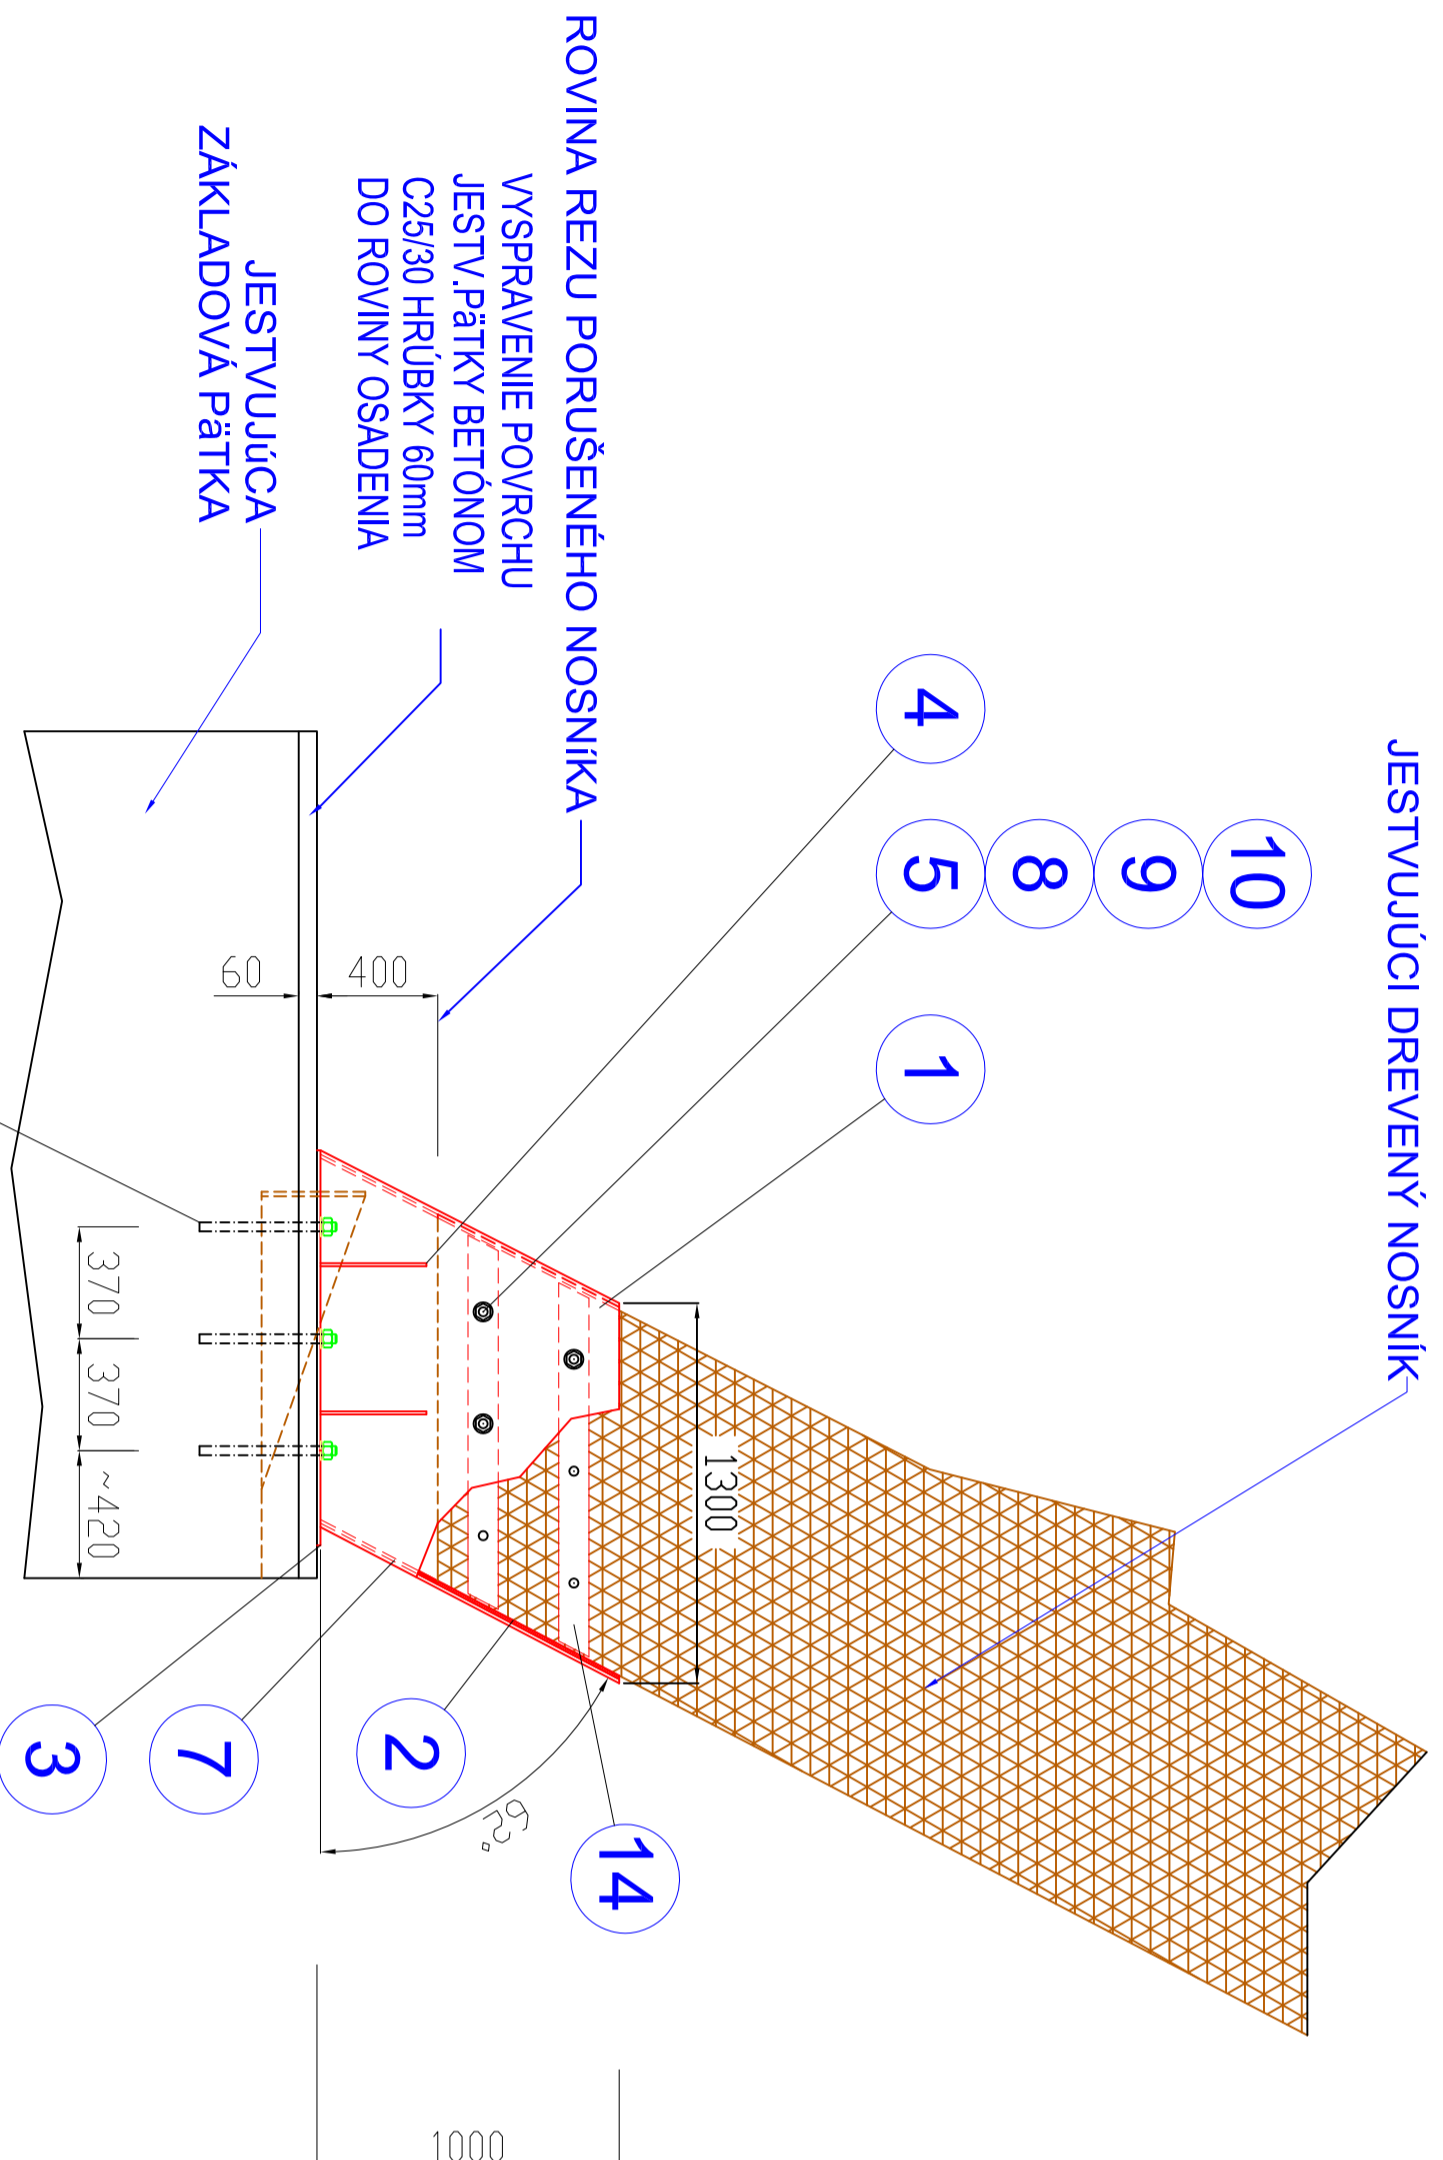 JESTVUJÚCI DREVENÝ NOSNÍK
10
9
8
4
5
1
1300
14
ROVINA REZU PORUŠENÉHO NOSNíKA
VYSPRAVENIE POVRCHU
JESTV.PäTKY BETÓNOM
C25/30 HRÚBKY 60mm
DO ROVINY OSADENIA
63°
1000
400
2
60
7
JESTVUJúCA
ZÁKLADOVÁ PäTKA
370
370
~420
3